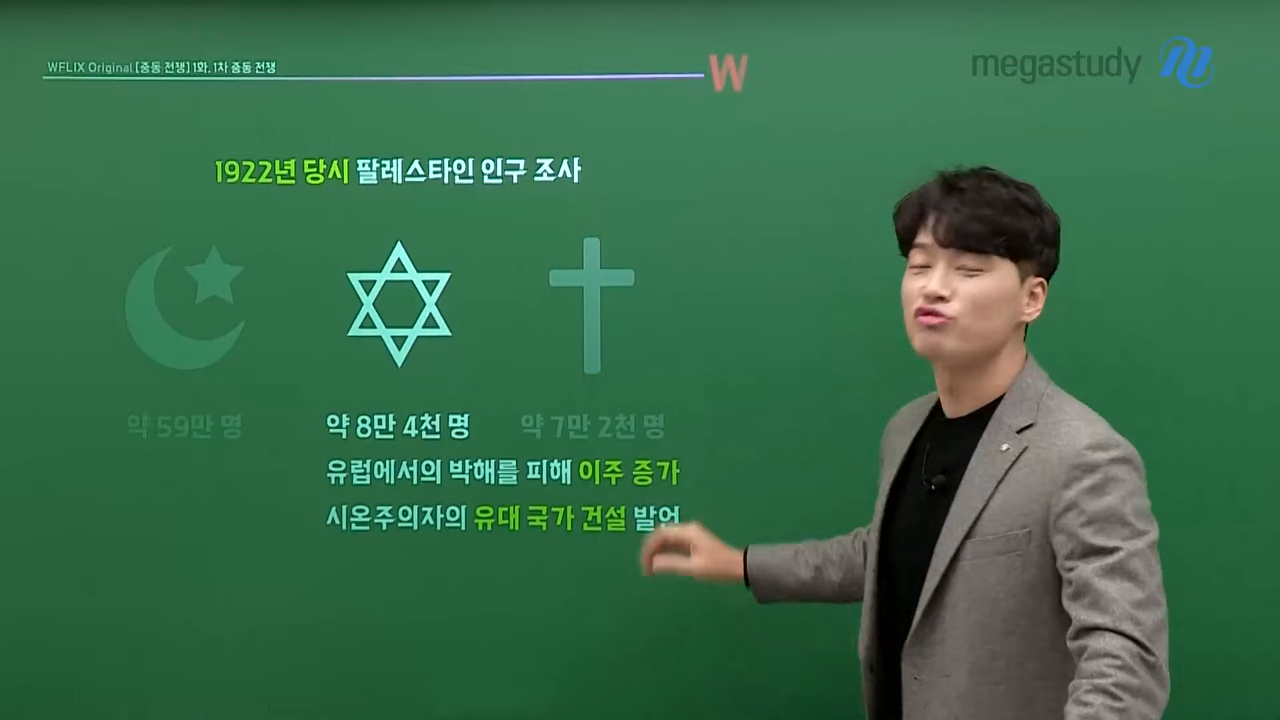 WFLIX Original [중동 전쟁] 1화. 1차 중동 전쟁
W
megastudy
1922년 당시 팔레스타인 인구 조사
약 59만 명
약 8만 4천 명
약 7만 2천 명
유럽에서의 박해를 피해 이주 증가
시온주의자의 유대 국가 건설 발언